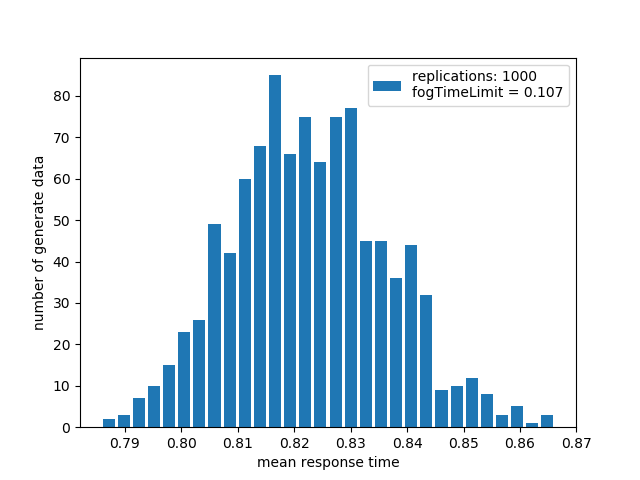 replications: 1000
fogTimeLimit = 0.107
number of generate data
80
70
60
50
40
30
20
10
0
0.79 0.80 0.81 0.82 0.83 0.84 0.85 0.86 0.87
mean response time